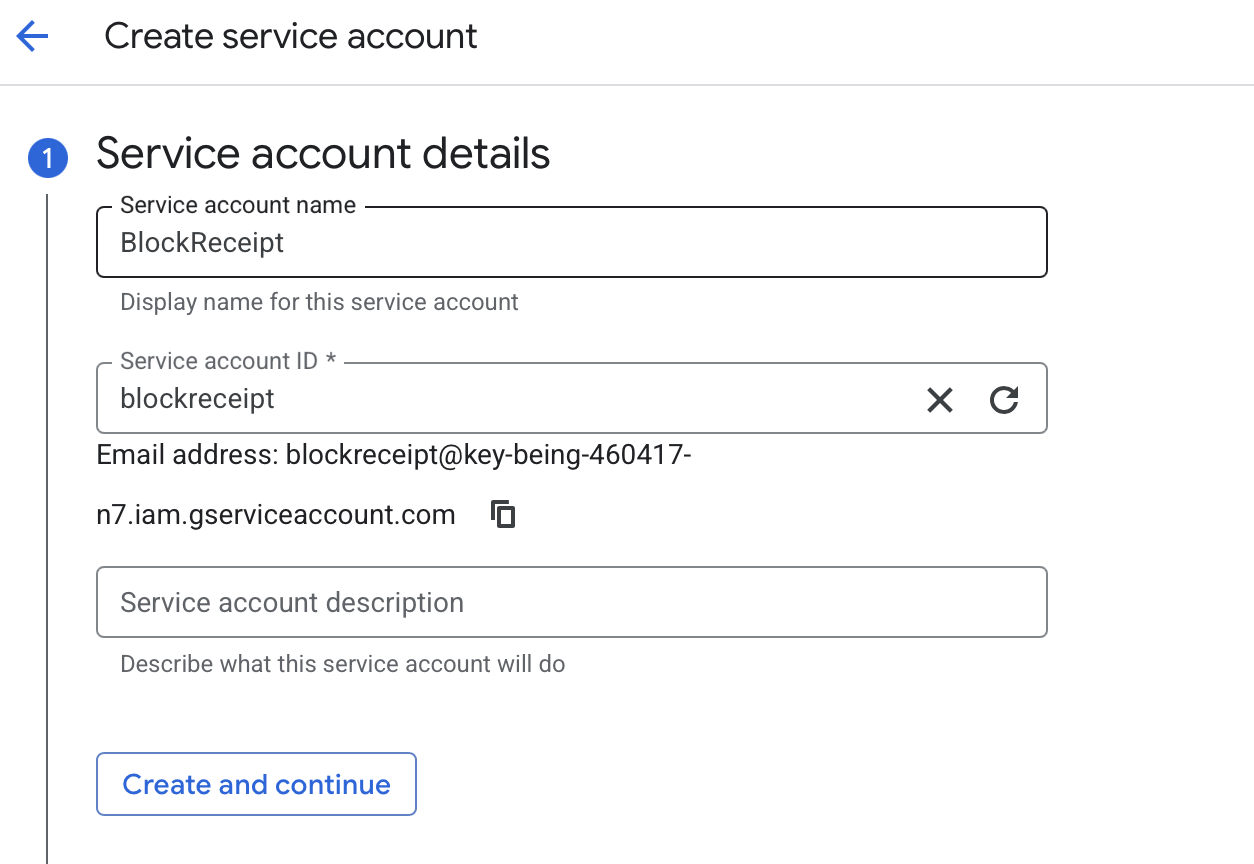 Create service account
1 Service account details
Service account name
BlockReceipt
Display name for this service account
Service account ID *
blockreceipt
Email address: blockreceipt@key-being-460417-
n7.iam.gserviceaccount.com
Service account description
Describe what this service account will do
Create and continue